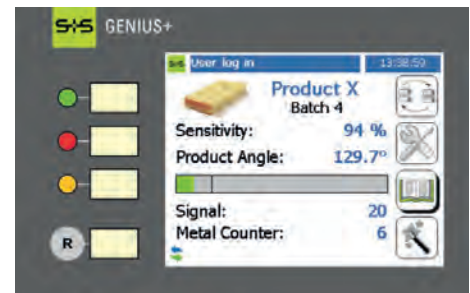 S+S GENIUS+
S+S User log in 13:38:59
Product X
Batch 4
Sensitivity: 94 %
Product Angle: 129.7°
Signal: 20
Metal Counter: 6
R